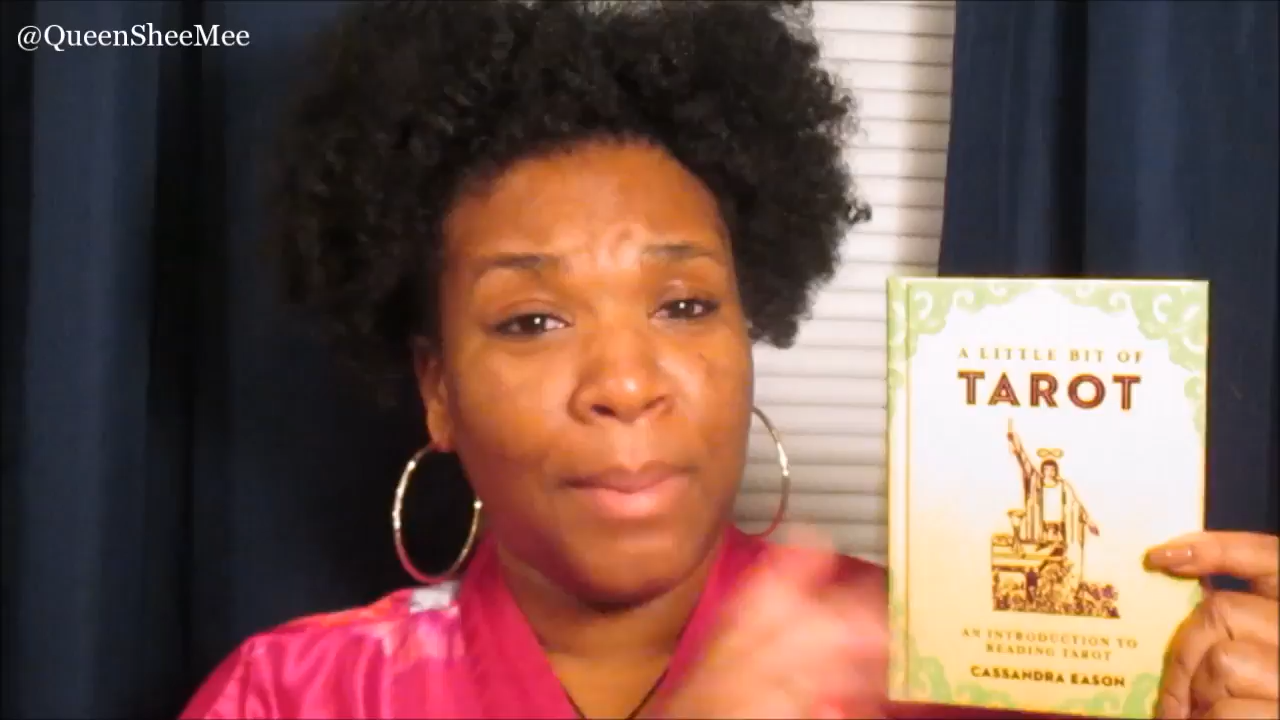 @QueenSheeMee
A LITTLE BIT OF
TAROT
AN INTRODUCTION TO
READING TAROT
CASSANDRA EASON